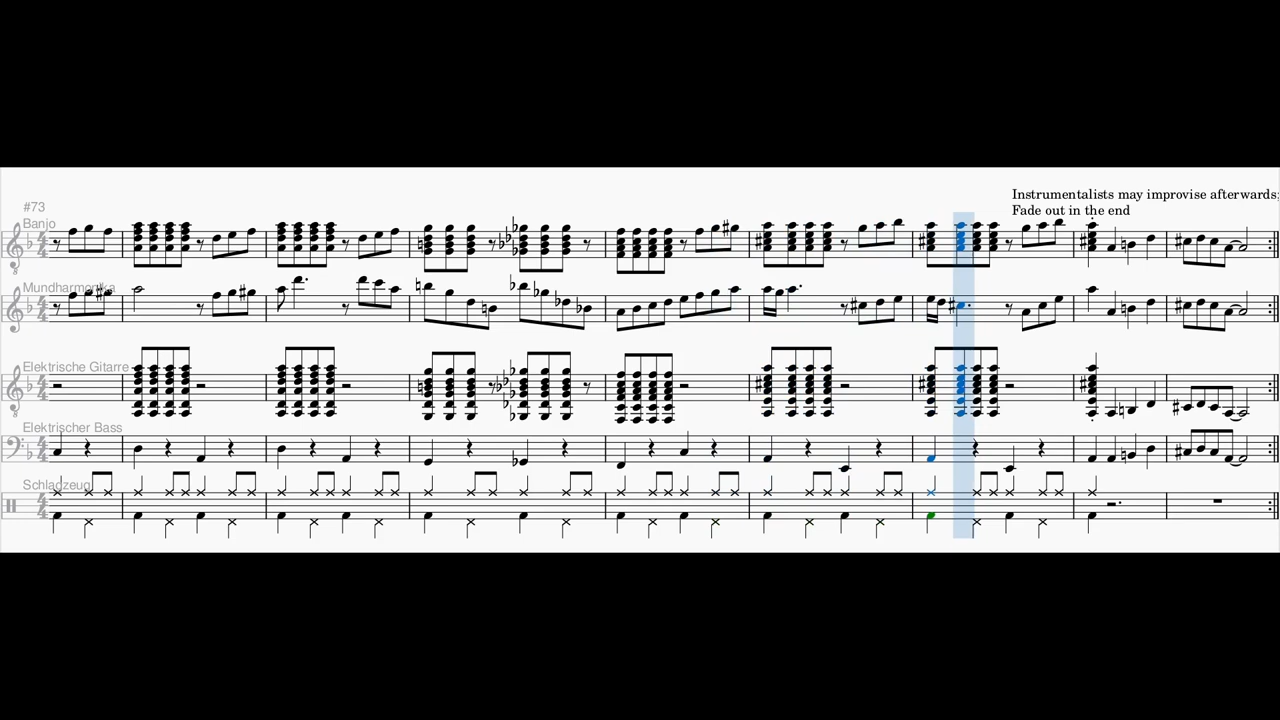 Instrumentalists may improvise afterwards;
Fade out in the end
#73
Banjo
Mundharmonika
Elektrische Gitarre
Elektrischer Bass
Schlagzeug